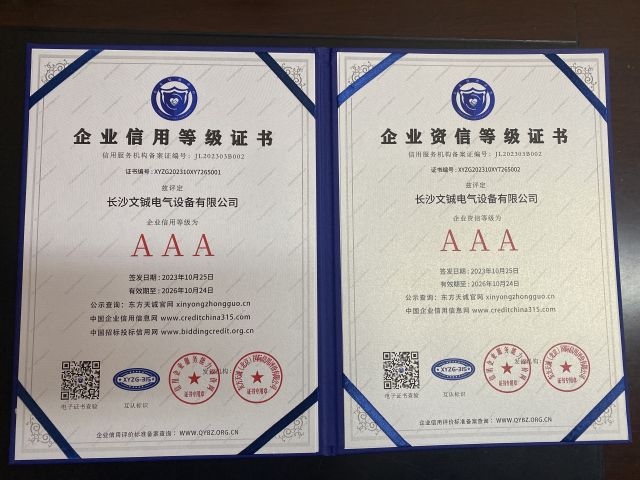 企业信用等级证书
信用服务机构备案证编号：JL202303B002
证书编号：XYZG202310XY7265001
兹评定
长沙文铖电气设备有限公司
企业信用等级为
AAA
签发日期：2023年10月25日
有效期至：2026年10月24日
公示查询：东方天诚官网 xinyongzhongguo.cn
中国企业信用信息网 www.creditchina315.com
中国招标投标信用网 www.biddingcredit.org.cn
XYZG-315
电子证书查验
互认标识
证书专用章
企业信用评价标准备案查询：WWW.QYBZ.ORG.CN
企业资信等级证书
信用服务机构备案证编号：JL202303B002
证书编号：XYZG202310XYT265002
兹评定
长沙文铖电气设备有限公司
企业资信等级为
AAA
签发日期：2023年10月25日
有效期至：2026年10月24日
公示查询：东方天诚官网 xinyongzhongguo.cn
中国企业信用信息网 www.creditchina315.com
XYZG-315
电子证书查验
互认标识
证书专用章
企业信用评价标准备案查询：WWW.QYBZ.ORG.CN